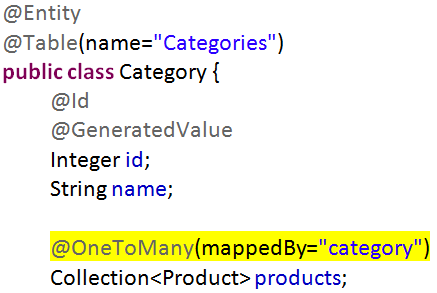 @Entity
@Table(name="Categories")
public class Category {
@Id
@GeneratedValue
Integer id;
String name;
@OneToMany(mappedBy="category")
Collection<Product> products;